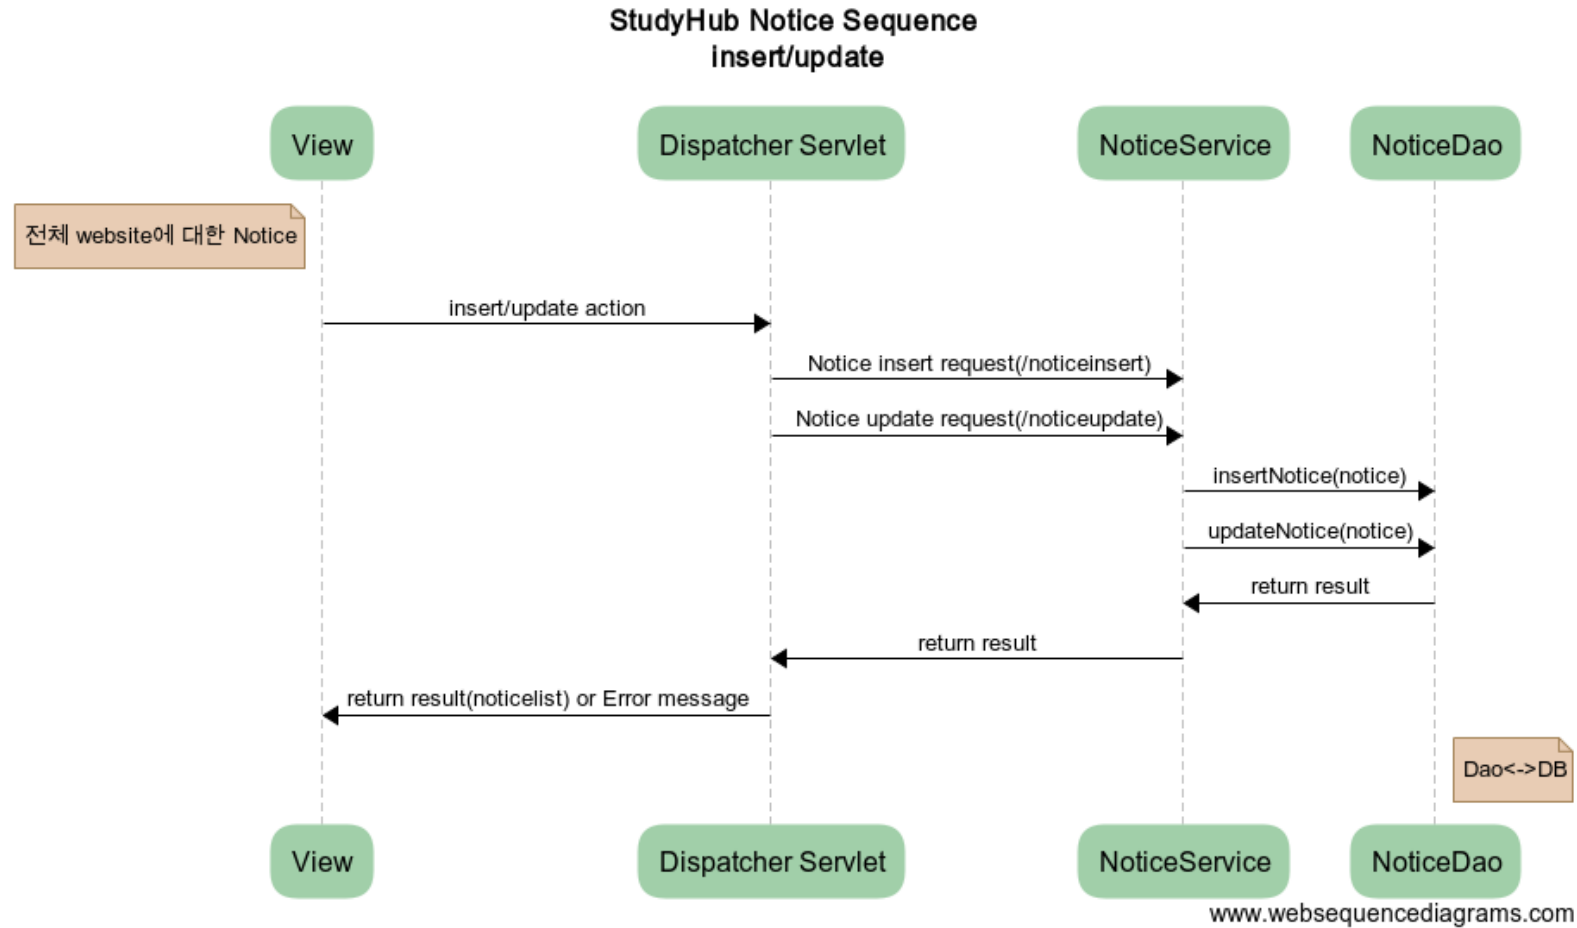 StudyHub Notice Sequence
insert/update
View
Dispatcher Servlet
NoticeService
NoticeDao
전체 website에 대한 Notice
insert/update action
Notice insert request(/noticeinsert)
Notice update request(/noticeupdate)
insertNotice(notice)
updateNotice(notice)
return result
return result
return result(noticelist) or Error message
Dao<->DB
View
Dispatcher Servlet
NoticeService
NoticeDao
www.websequencediagrams.com